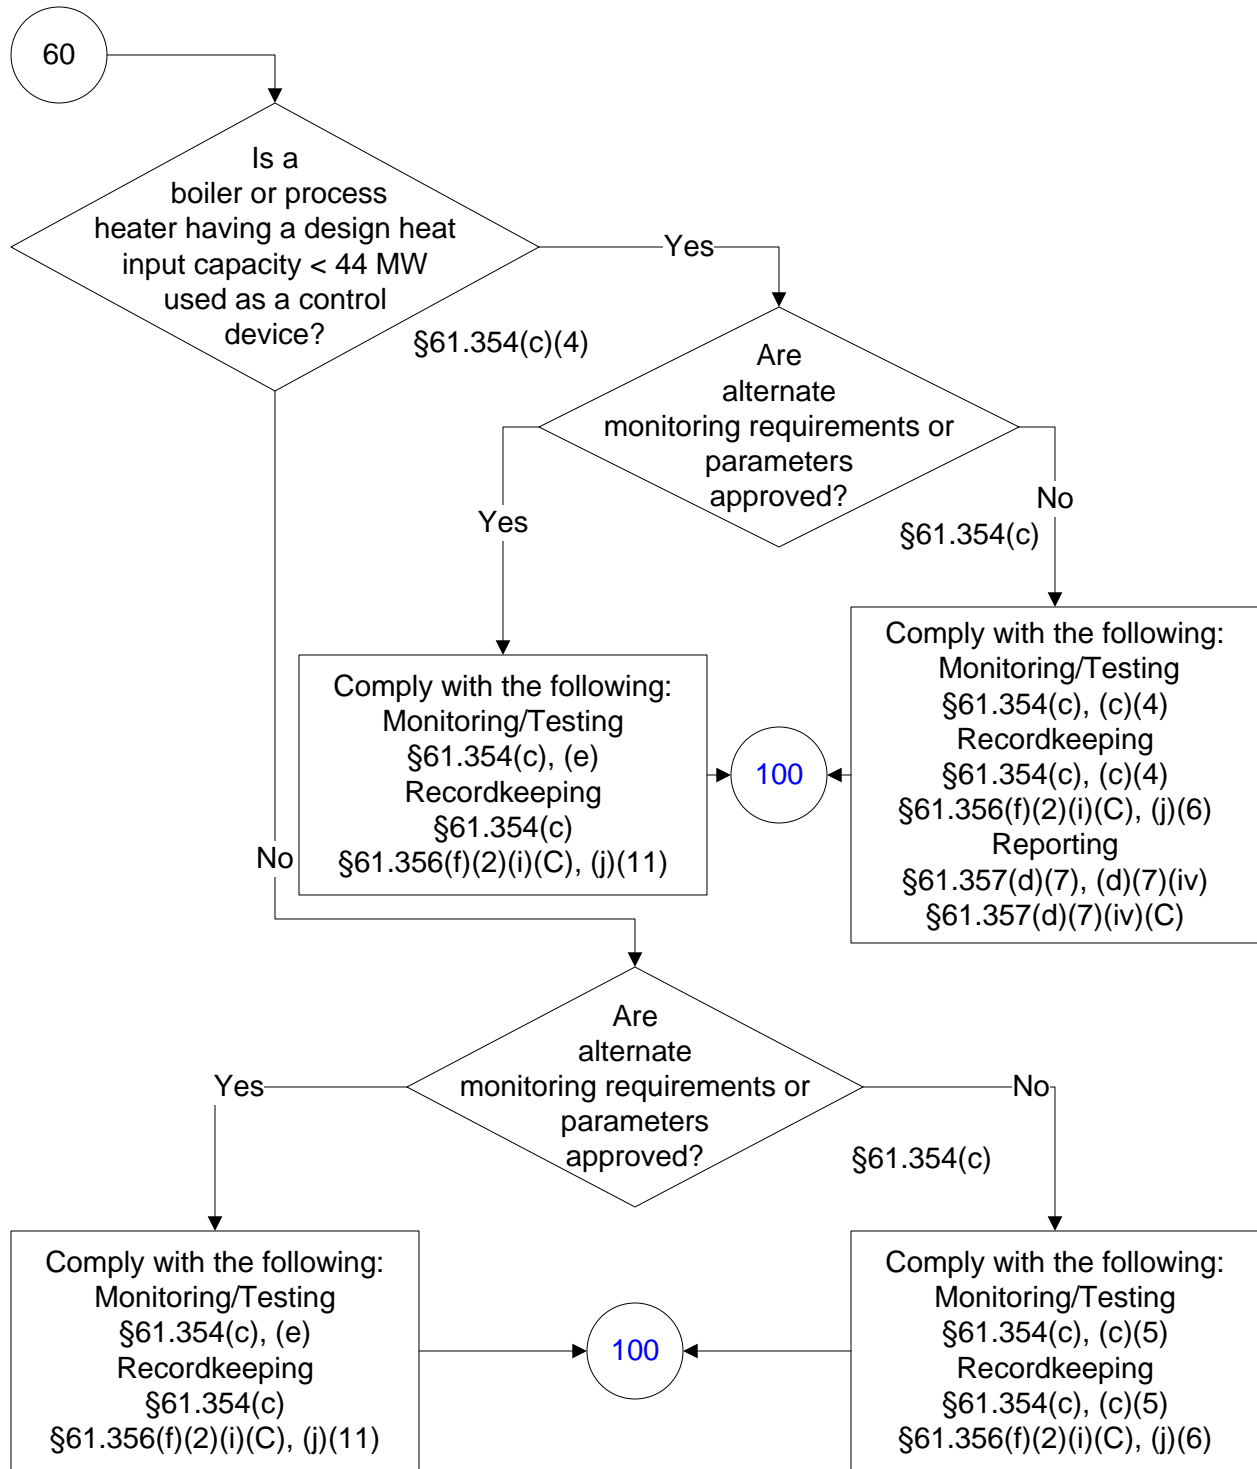 60
Is a
boiler or process
heater having a design heat
input capacity < 44 MW
used as a control
device?
§61.354(c)(4)
Yes
Are
alternate
monitoring requirements or
parameters
approved?
Yes
No
§61.354(c)
Comply with the following:
Monitoring/Testing
§61.354(c), (e)
Recordkeeping
§61.354(c)
§61.356(f)(2)(i)(C), (j)(11)
100
Comply with the following:
Monitoring/Testing
§61.354(c), (c)(4)
Recordkeeping
§61.354(c), (c)(4)
§61.356(f)(2)(i)(C), (j)(6)
Reporting
§61.357(d)(7), (d)(7)(iv)
§61.357(d)(7)(iv)(C)
No
Are
alternate
monitoring requirements or
parameters
approved?
Yes
No
§61.354(c)
Comply with the following:
Monitoring/Testing
§61.354(c), (e)
Recordkeeping
§61.354(c)
§61.356(f)(2)(i)(C), (j)(11)
100
Comply with the following:
Monitoring/Testing
§61.354(c), (c)(5)
Recordkeeping
§61.354(c), (c)(5)
§61.356(f)(2)(i)(C), (j)(6)